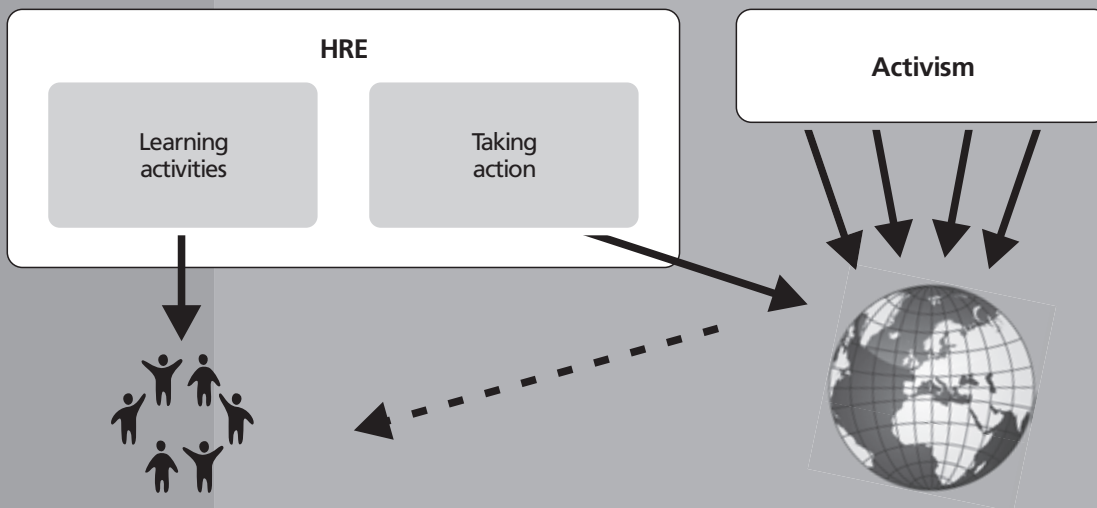 HRE
Learning
activities
Taking
action
Activism